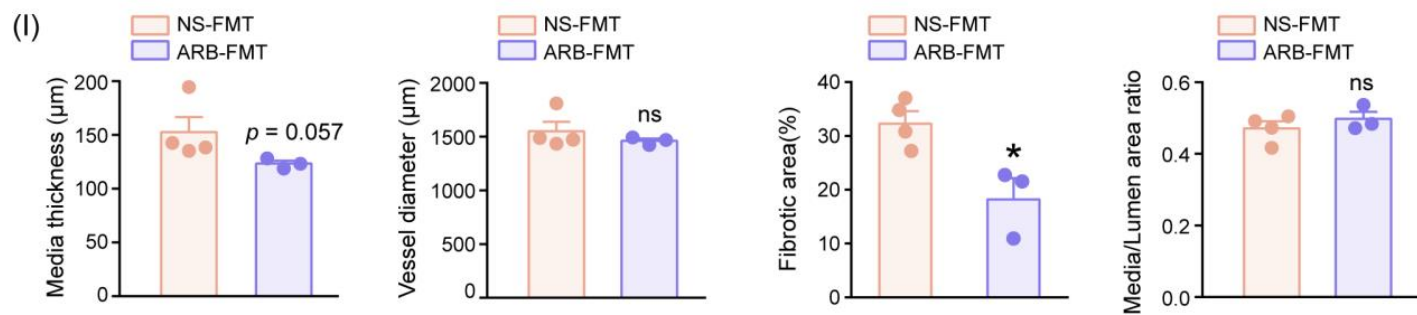 (I)
NS-FMT
ARB-FMT
Media thickness (μm)
200
150
100
50
0
p = 0.057
NS-FMT
ARB-FMT
Vessel diameter (μm)
2000
1500
1000
500
0
ns
NS-FMT
ARB-FMT
Fibrotic area(%)
40
30
20
10
0
*
NS-FMT
ARB-FMT
Media/Lumen area ratio
0.6
0.4
0.2
0.0
ns